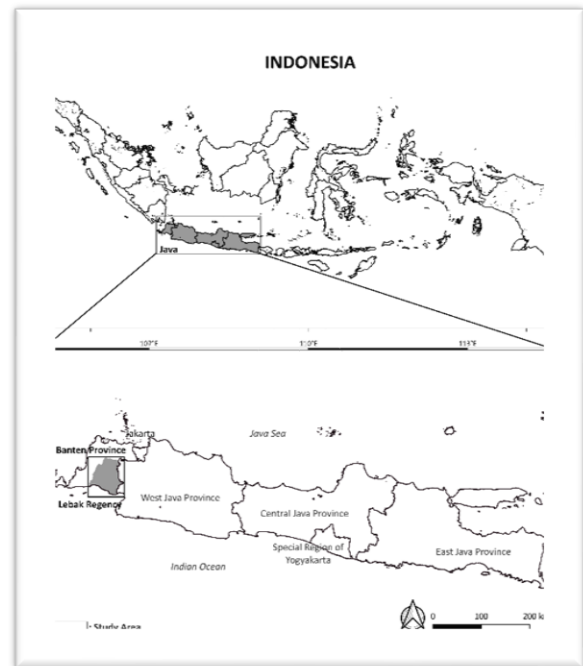 INDONESIA
Java
107°E 110°E 113°E
Jakarta
Java Sea
Banten Province
Lebak Regency
West Java Province
Central Java Province
Special Region of
Yogyakarta
East Java Province
Indian Ocean
0 100 200 k
Study Area